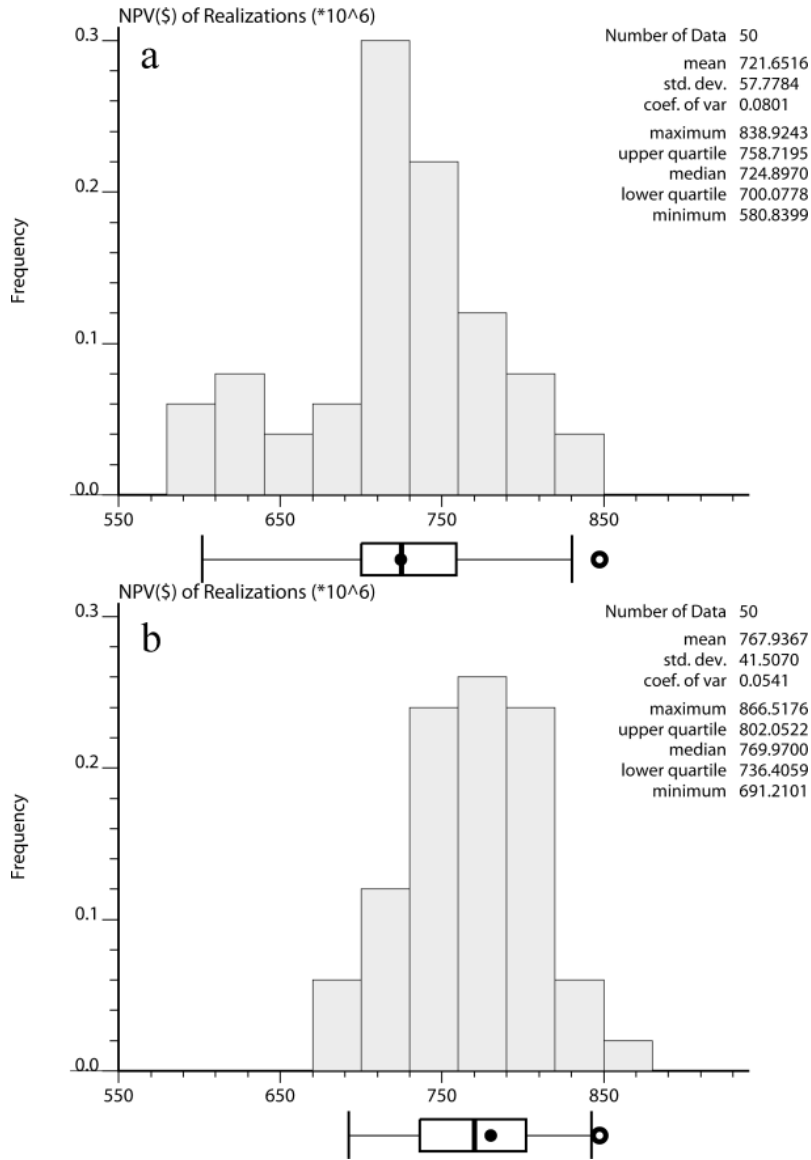 NPV($) of Realizations (*10^6)
a
Number of Data 50
mean 721.6516
std. dev. 57.7784
coef. of var 0.0801
maximum 838.9243
upper quartile 758.7195
median 724.8970
lower quartile 700.0778
minimum 580.8399
Frequency
0.3
0.2
0.1
0.0
550 650 750 850
NPV($) of Realizations (*10^6)
b
Number of Data 50
mean 767.9367
std. dev. 41.5070
coef. of var 0.0541
maximum 866.5176
upper quartile 802.0522
median 769.9700
lower quartile 736.4059
minimum 691.2101
Frequency
0.3
0.2
0.1
0.0
550 650 750 850